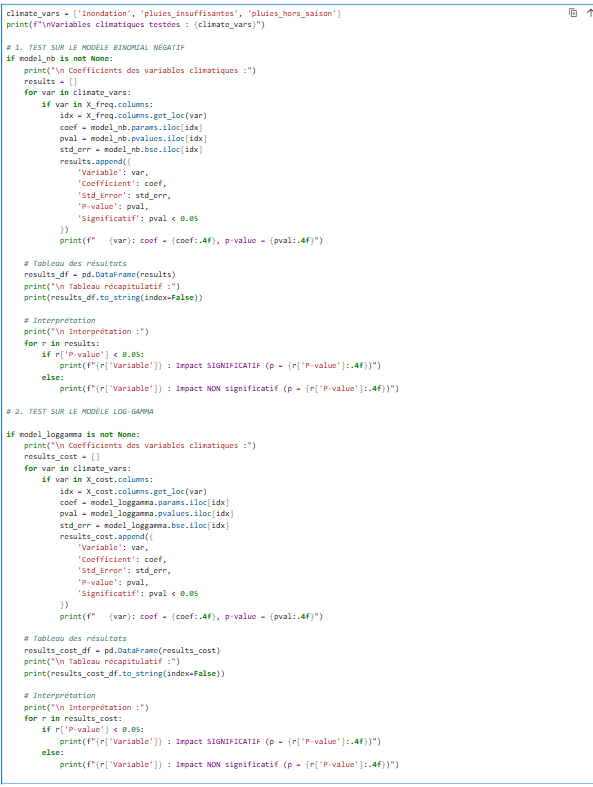 climate_vars = ['Inondation', 'pluies_insuffisantes', 'pluies_hors_saison']
print(f"\nVariables climatiques testées : {climate_vars}")
# 1. TEST SUR LE MODÈLE BINOMIAL NÉGATIF
if model_nb is not None:
    print("\n Coefficients des variables climatiques :")
    results = []
    for var in climate_vars:
        if var in X_freq.columns:
            idx = X_freq.columns.get_loc(var)
            coef = model_nb.params.iloc[idx]
            pval = model_nb.pvalues.iloc[idx]
            std_err = model_nb.bse.iloc[idx]
            results.append({
                'Variable': var,
                'Coefficient': coef,
                'Std_Error': std_err,
                'P-value': pval,
                'Significatif': pval < 0.05
            })
            print(f"   {var}: coef = {coef:.4f}, p-value = {pval:.4f}")
    # Tableau des résultats
    results_df = pd.DataFrame(results)
    print("\n Tableau récapitulatif :")
    print(results_df.to_string(index=False))
    # Interprétation
    print("\n Interprétation :")
    for r in results:
        if r['P-value'] < 0.05:
            print(f"{r['Variable']} : Impact SIGNIFICATIF (p = {r['P-value']:.4f})")
        else:
            print(f"{r['Variable']} : Impact NON significatif (p = {r['P-value']:.4f})")
# 2. TEST SUR LE MODÈLE LOG-GAMMA
if model_loggamma is not None:
    print("\n Coefficients des variables climatiques :")
    results_cost = []
    for var in climate_vars:
        if var in X_cost.columns:
            idx = X_cost.columns.get_loc(var)
            coef = model_loggamma.params.iloc[idx]
            pval = model_loggamma.pvalues.iloc[idx]
            std_err = model_loggamma.bse.iloc[idx]
            results_cost.append({
                'Variable': var,
                'Coefficient': coef,
                'Std_Error': std_err,
                'P-value': pval,
                'Significatif': pval < 0.05
            })
            print(f"   {var}: coef = {coef:.4f}, p-value = {pval:.4f}")
    # Tableau des résultats
    results_cost_df = pd.DataFrame(results_cost)
    print("\n Tableau récapitulatif :")
    print(results_cost_df.to_string(index=False))
    # Interprétation
    print("\n Interprétation :")
    for r in results_cost:
        if r['P-value'] < 0.05:
            print(f"{r['Variable']} : Impact SIGNIFICATIF (p = {r['P-value']:.4f})")
        else:
            print(f"{r['Variable']} : Impact NON significatif (p = {r['P-value']:.4f})")